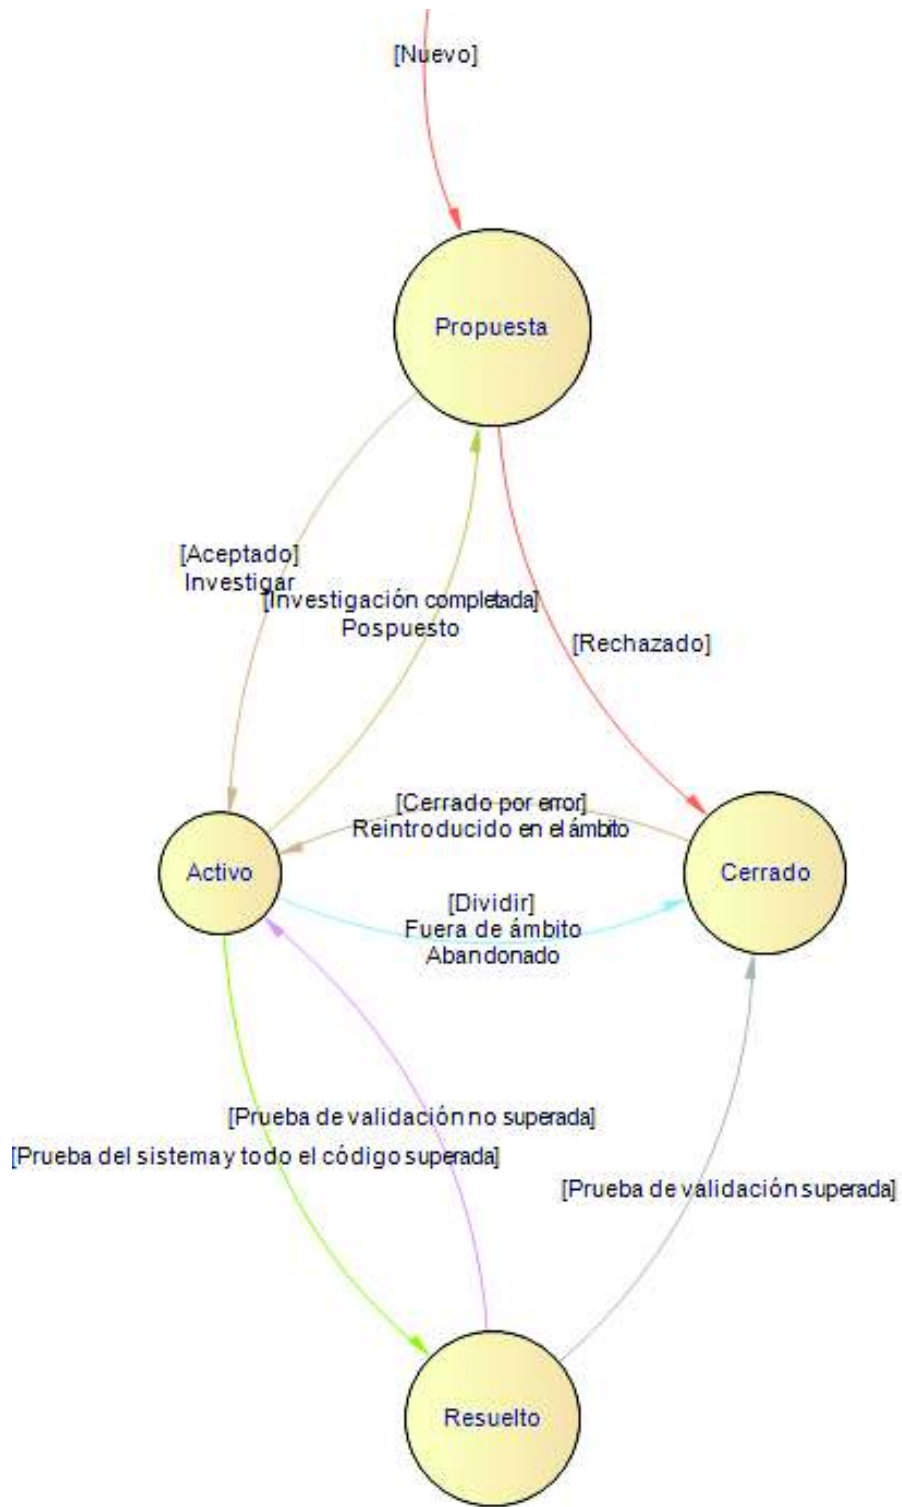 [Nuevo]
Propuesta
[Aceptado]
Investigar
[Investigación completada]
Pospuesto
[Rechazado]
[Cerrado por error]
Reintroducido en el ámbito
Activo
Cerrado
[Dividir]
Fuera de ámbito
Abandonado
[Prueba de validación no superada]
[Prueba del sistema y todo el código superada]
[Prueba de validación superada]
Resuelto